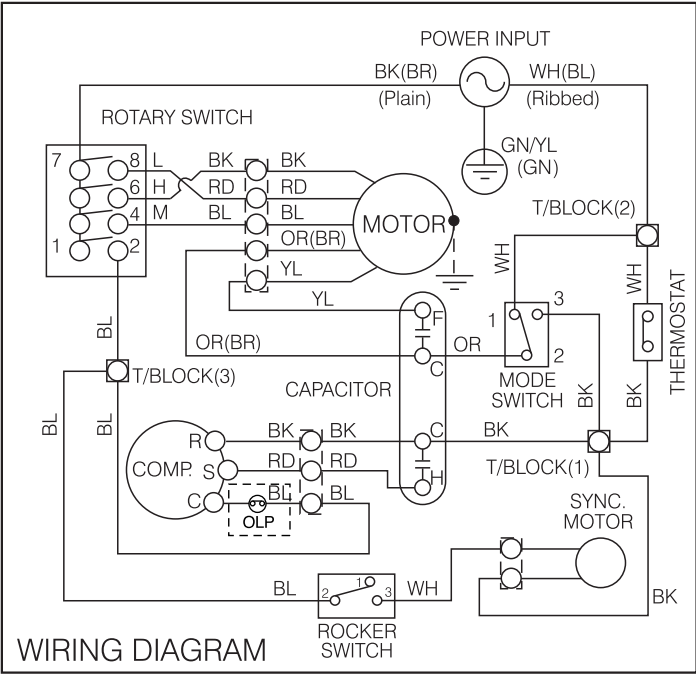 POWER INPUT
BK(BR)
WH(BL)
(Plain)
(Ribbed)
ROTARY SWITCH
GN/YL
(GN)
7
8
L
BK
BK
6
H
RD
RD
4
M
BL
BL
MOTOR
T/BLOCK(2)
1
2
OR(BR)
WH
YL
WH
THERMOSTAT
YL
F
1
3
BL
OR(BR)
OR
2
C
T/BLOCK(3)
CAPACITOR
MODE
SWITCH
BK
BK
BL
BL
R
BK
BK
C
BK
COMP.
S
RD
RD
T/BLOCK(1)
H
C
BL
BL
OLP
SYNC.
MOTOR
BL
2
1
3
WH
BK
ROCKER
SWITCH
WIRING DIAGRAM